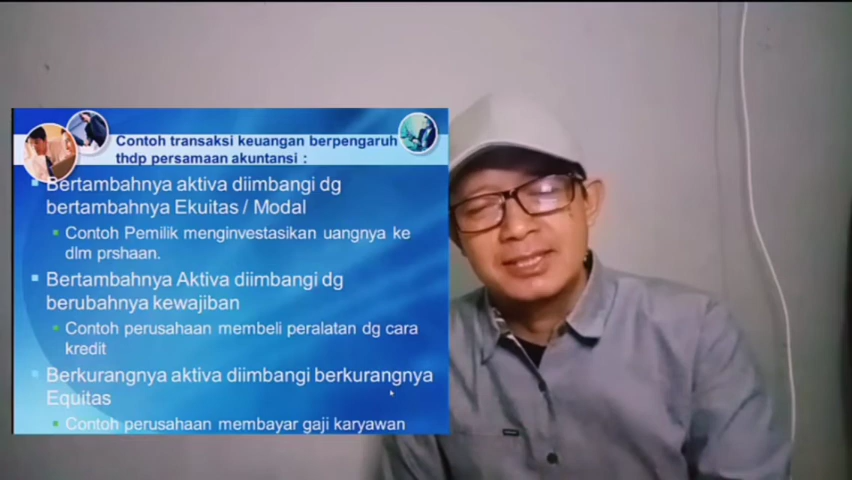 Contoh transaksi keuangan berpengaruh
thdp persamaan akuntansi :
Bertambahnya aktiva diimbangi dg
bertambahnya Ekuitas / Modal
Contoh Pemilik menginvestasikan uangnya ke
dlm prshaan.
Bertambahnya Aktiva diimbangi dg
berubahnya kewajiban
Contoh perusahaan membeli peralatan dg cara
kredit
Berkurangnya aktiva diimbangi berkurangnya
Equitas
Contoh perusahaan membayar gaji karyawan